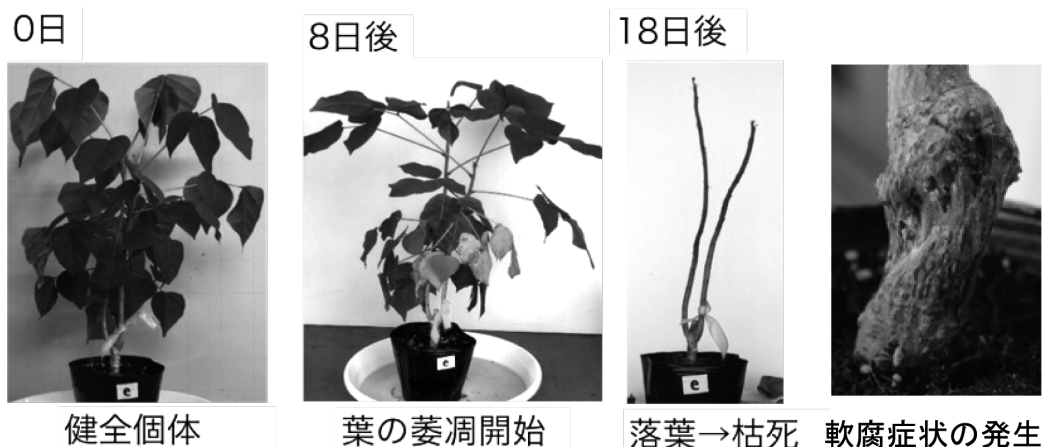 0日
8日後
18日後
e
e
e
健全個体
葉の萎凋開始
落葉→枯死
軟腐症状の発生